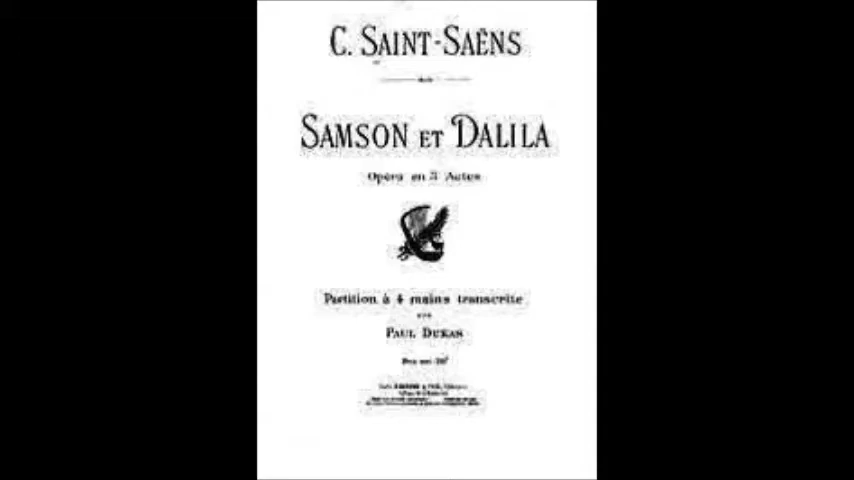 C. SAINT-SAËNS
SAMSON ET DALILA
Opéra en 3 Actes
Partition à 4 mains transcrite
PAR
PAUL DUKAS